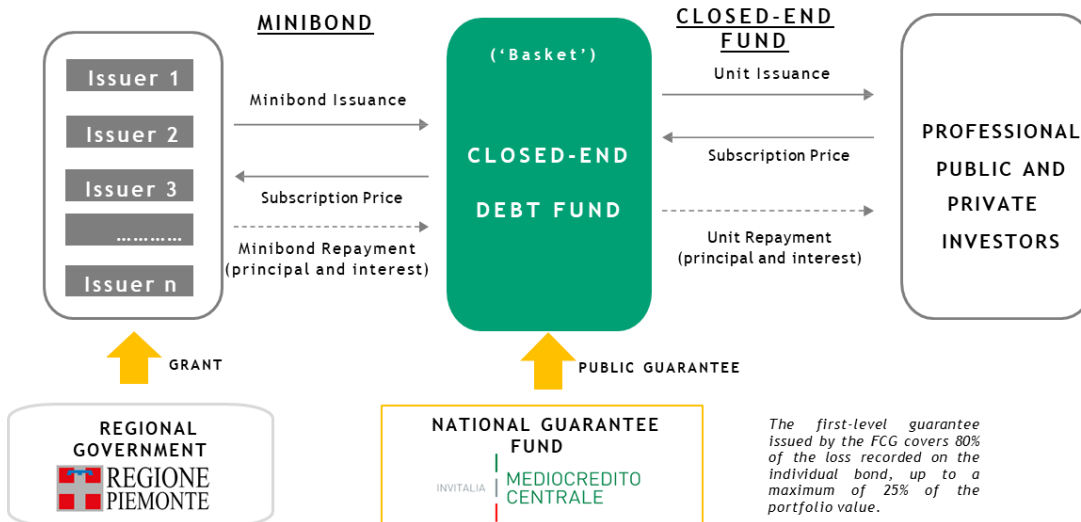 MINIBOND
CLOSED-END
FUND
Issuer 1
Issuer 2
Issuer 3
…………
Issuer n
Minibond Issuance
Subscription Price
Minibond Repayment
(principal and interest)
('Basket')
CLOSED-END
DEBT FUND
Unit Issuance
Subscription Price
Unit Repayment
(principal and interest)
PROFESSIONAL
PUBLIC AND
PRIVATE
INVESTORS
GRANT
PUBLIC GUARANTEE
REGIONAL
GOVERNMENT
REGIONE
PIEMONTE
NATIONAL GUARANTEE
FUND
INVITALIA
MEDIOCREDITO
CENTRALE
The first-level guarantee
issued by the FCG covers 80%
of the loss recorded on the
individual bond, up to a
maximum of 25% of the
portfolio value.